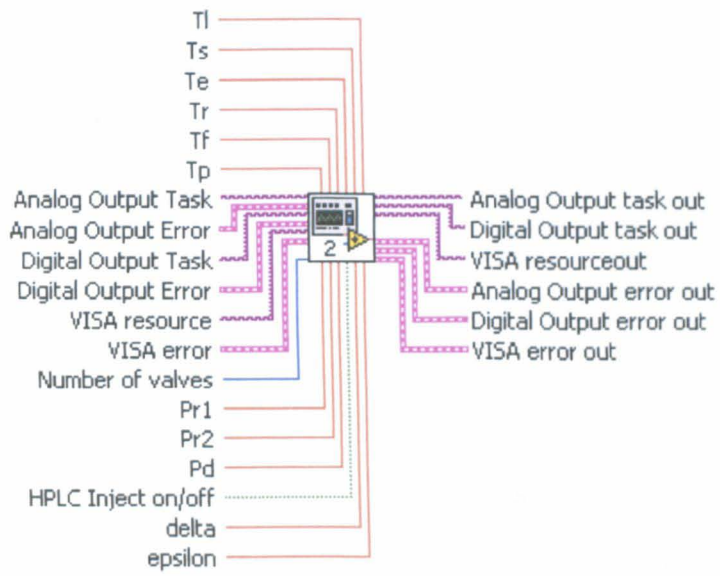 Tl
Ts
Te
Tr
Tf
Tp
Analog Output Task
Analog Output Error
Digital Output Task
Digital Output Error
VISA resource
VISA error
Number of valves
Pr1
Pr2
Pd
HPLC Inject on/off
delta
epsilon
2
Analog Output task out
Digital Output task out
VISA resourceout
Analog Output error out
Digital Output error out
VISA error out